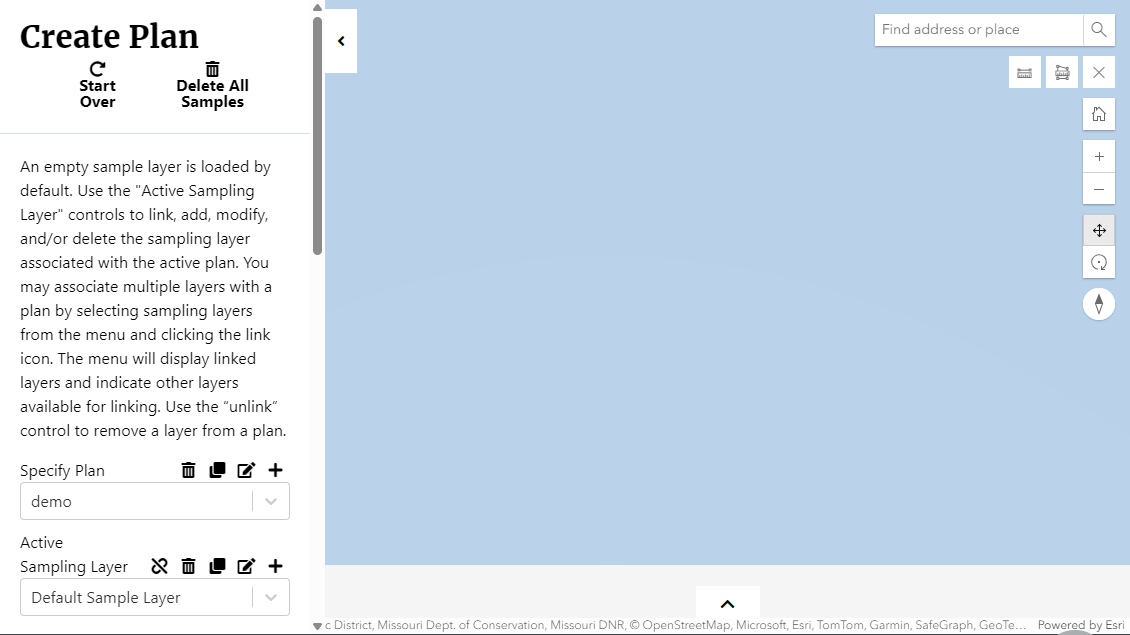 Create Plan
Start
Over
Delete All
Samples
An empty sample layer is loaded by
default. Use the "Active Sampling
Layer" controls to link, add, modify,
and/or delete the sampling layer
associated with the active plan. You
may associate multiple layers with a
plan by selecting sampling layers
from the menu and clicking the link
icon. The menu will display linked
layers and indicate other layers
available for linking. Use the “unlink”
control to remove a layer from a plan.
Specify Plan
demo
Active
Sampling Layer
Default Sample Layer
Find address or place
c District, Missouri Dept. of Conservation, Missouri DNR, © OpenStreetMap, Microsoft, Esri, TomTom, Garmin, SafeGraph, GeoTe... Powered by Esri